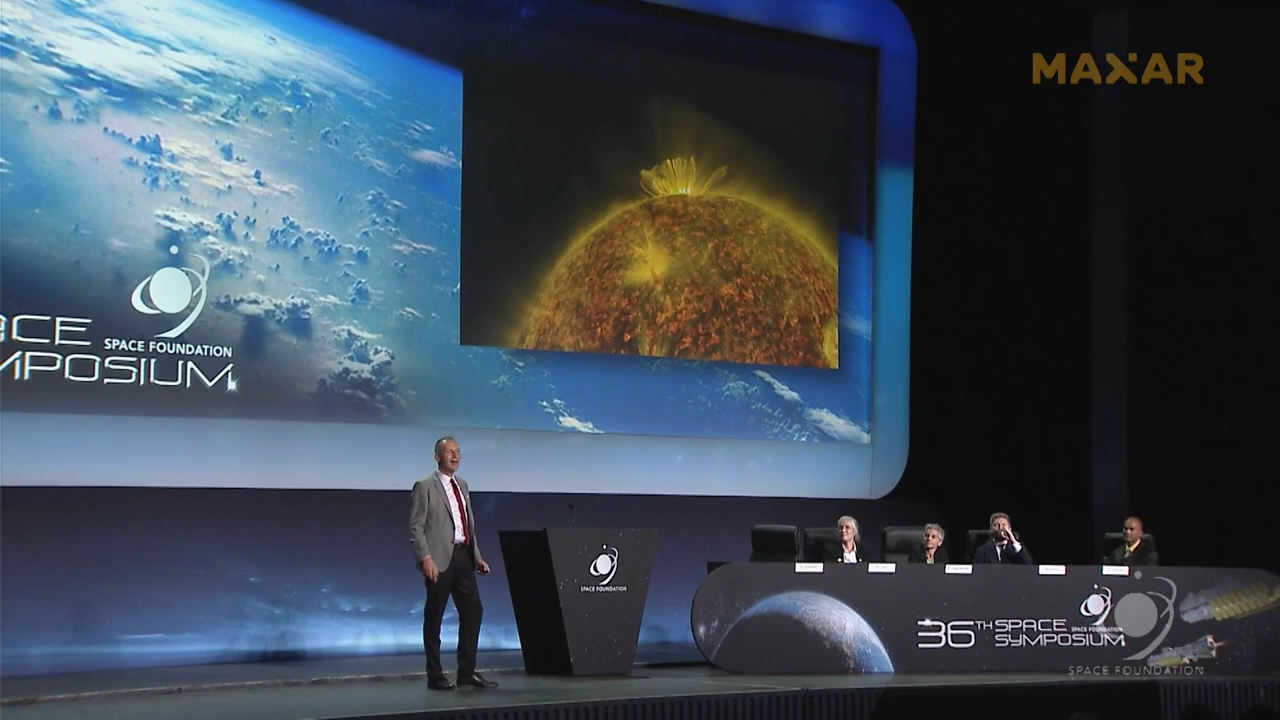 MAXAR
ACE
SPACE FOUNDATION
MPOSIUM
SPACE FOUNDATION
36TH SPACE
SPACE FOUNDATION
SYMPOSIUM
SPACE FOUNDATION